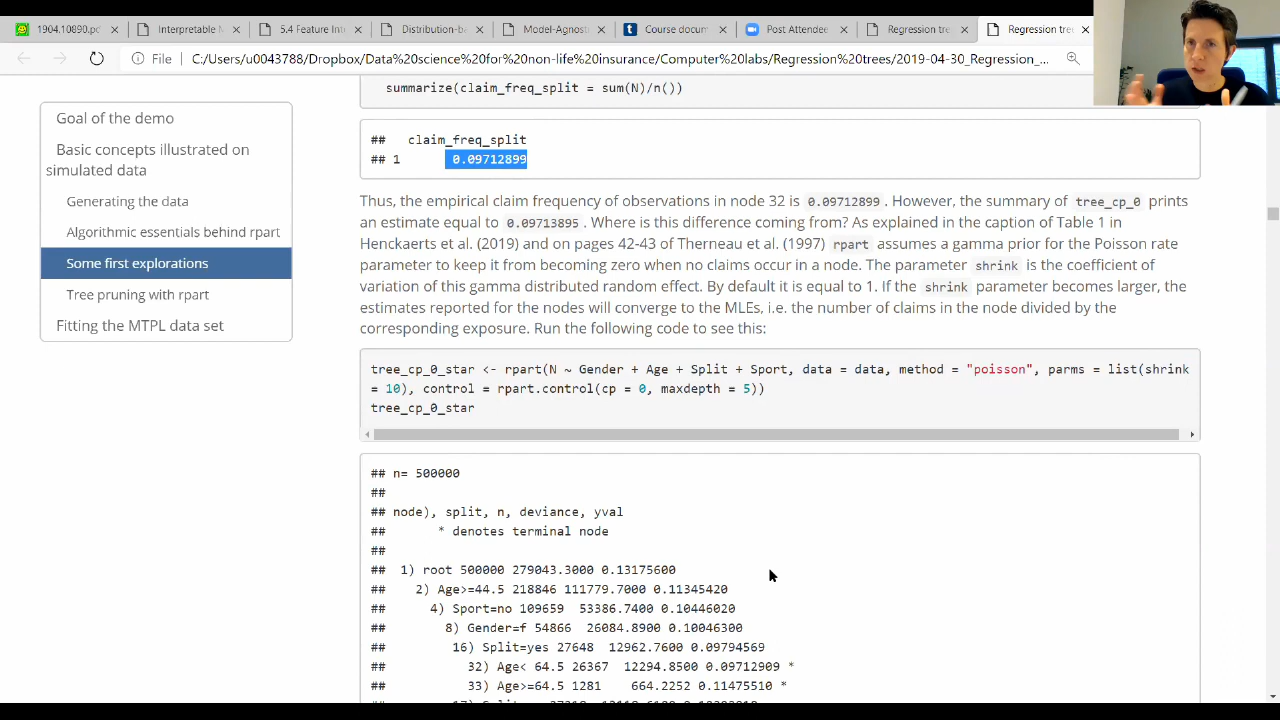 1904.10890.pdf
Interpretable M
5.4 Feature Inte
Distribution-ba
Model-Agnosti
Course docum
Post Attendee
Regression tree
Regression tree
File
C:/Users/u0043788/Dropbox/Data%20science%20for%20non-life%20insurance/Computer%20labs/Regression%20trees/2019-04-30_Regression_...
Goal of the demo
Basic concepts illustrated on
simulated data
Generating the data
Algorithmic essentials behind rpart
Some first explorations
Tree pruning with rpart
Fitting the MTPL data set
summarize(claim_freq_split = sum(N)/n())
## claim_freq_split
## 1 0.09712899
Thus, the empirical claim frequency of observations in node 32 is 0.09712899 . However, the summary of tree_cp_0 prints
an estimate equal to 0.09713895 . Where is this difference coming from? As explained in the caption of Table 1 in
Henckaerts et al. (2019) and on pages 42-43 of Therneau et al. (1997) rpart assumes a gamma prior for the Poisson rate
parameter to keep it from becoming zero when no claims occur in a node. The parameter shrink is the coefficient of
variation of this gamma distributed random effect. By default it is equal to 1. If the shrink parameter becomes larger, the
estimates reported for the nodes will converge to the MLEs, i.e. the number of claims in the node divided by the
corresponding exposure. Run the following code to see this:
tree_cp_0_star <- rpart(N ~ Gender + Age + Split + Sport, data = data, method = "poisson", parms = list(shrink
= 10), control = rpart.control(cp = 0, maxdepth = 5))
tree_cp_0_star
## n= 500000
##
## node), split, n, deviance, yval
## * denotes terminal node
##
## 1) root 500000 279043.3000 0.13175600
## 2) Age>=44.5 218846 111779.7000 0.11345420
## 4) Sport=no 109659 53386.7400 0.10446020
## 8) Gender=f 54866 26084.8900 0.10046300
## 16) Split=yes 27648 12962.7600 0.09794569
## 32) Age< 64.5 26367 12294.8500 0.09712909 *
## 33) Age>=64.5 1281 664.2252 0.11475510 *